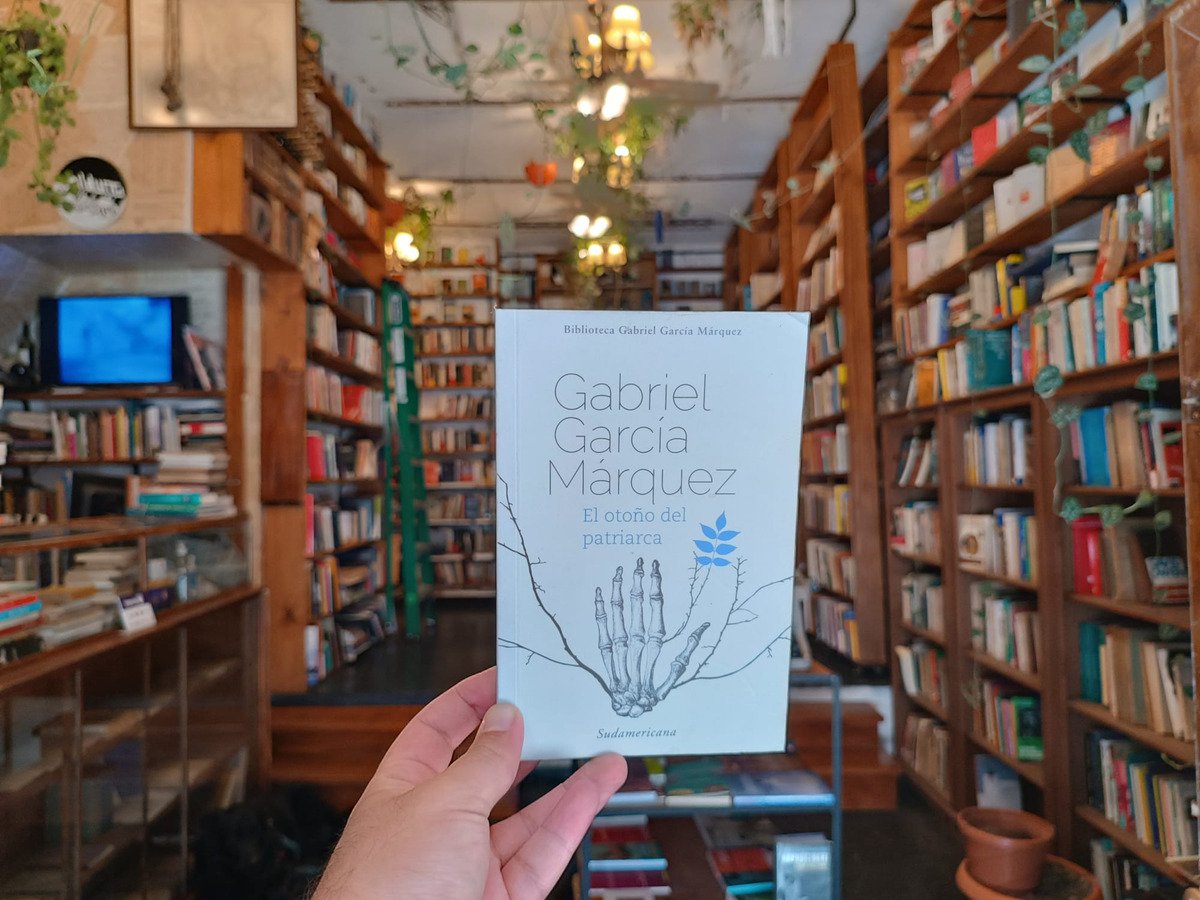 Biblioteca Gabriel García Márquez
Gabriel
García
Márquez
El otoño del
patriarca
Sudamericana